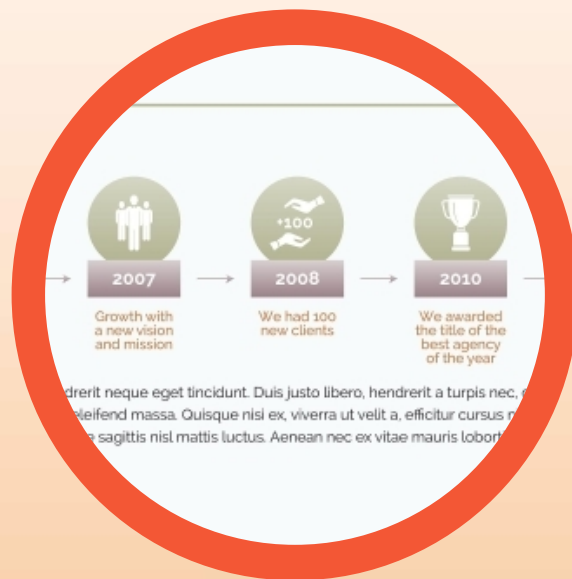 +100
2007
2008
2010
Growth with
a new vision
and mission
We had 100
new clients
We awarded
the title of the
best agency
of the year
neque eget tincidunt. Duis justo libero, hendrerit a turpis nec,
eleifend massa. Quisque nisi ex, viverra ut velit a, efficitur cursus
sagittis nisl mattis luctus. Aenean nec ex vitae mauris